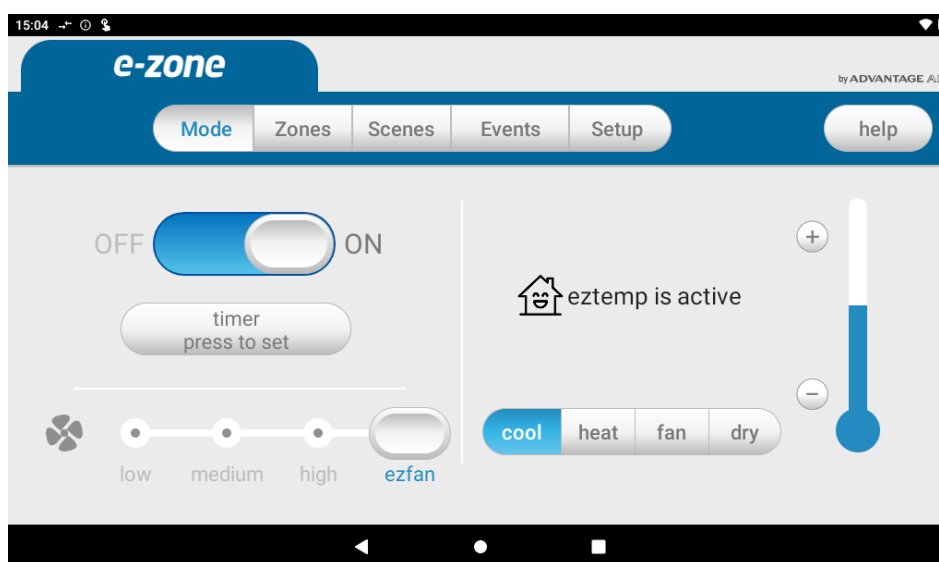 15:04
e-zone
by ADVANTAGE
Mode Zones Scenes Events Setup help
OFF ON
timer
press to set
eztemp is active
cool heat fan dry
low medium high ezfan